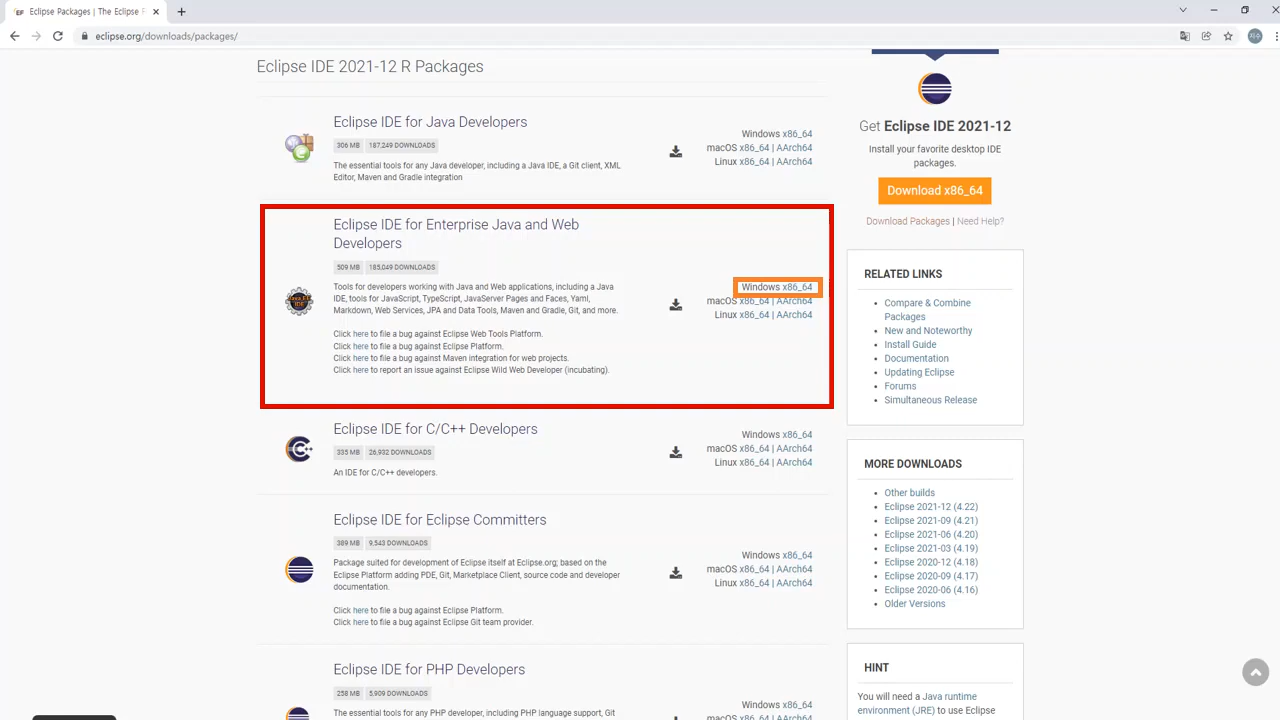 Eclipse Packages | The Eclipse F
eclipse.org/downloads/packages/
Eclipse IDE 2021-12 R Packages
Eclipse IDE for Java Developers
306 MB 187,249 DOWNLOADS
The essential tools for any Java developer, including a Java IDE, a Git client, XML
Editor, Maven and Gradle integration
Windows x86_64
macOS x86_64 | AArch64
Linux x86_64 | AArch64
Eclipse IDE for Enterprise Java and Web
Developers
509 MB 185,049 DOWNLOADS
Tools for developers working with Java and Web applications, including a Java
IDE, tools for JavaScript, TypeScript, JavaServer Pages and Faces, Yaml,
Markdown, Web Services, JPA and Data Tools, Maven and Gradle, Git, and more.
Click here to file a bug against Eclipse Web Tools Platform.
Click here to file a bug against Eclipse Platform.
Click here to file a bug against Maven integration for web projects.
Click here to report an issue against Eclipse Wild Web Developer (incubating).
Windows x86_64
macOS x86_64 | AArch64
Linux x86_64 | AArch64
Eclipse IDE for C/C++ Developers
335 MB 26,932 DOWNLOADS
An IDE for C/C++ developers.
Windows x86_64
macOS x86_64 | AArch64
Linux x86_64 | AArch64
Eclipse IDE for Eclipse Committers
389 MB 9,543 DOWNLOADS
Package suited for development of Eclipse itself at Eclipse.org; based on the
Eclipse Platform adding PDE, Git, Marketplace Client, source code and developer
documentation.
Click here to file a bug against Eclipse Platform.
Click here to file a bug against Eclipse Git team provider.
Windows x86_64
macOS x86_64 | AArch64
Linux x86_64 | AArch64
Eclipse IDE for PHP Developers
258 MB 5,909 DOWNLOADS
The essential tools for any PHP developer, including PHP language support, Git
Windows x86_64
macOS x86_64 | AArch64
Get Eclipse IDE 2021-12
Install your favorite desktop IDE
packages.
Download x86_64
Download Packages | Need Help?
RELATED LINKS
Compare & Combine
Packages
New and Noteworthy
Install Guide
Documentation
Updating Eclipse
Forums
Simultaneous Release
MORE DOWNLOADS
Other builds
Eclipse 2021-12 (4.22)
Eclipse 2021-09 (4.21)
Eclipse 2021-06 (4.20)
Eclipse 2021-03 (4.19)
Eclipse 2020-12 (4.18)
Eclipse 2020-09 (4.17)
Eclipse 2020-06 (4.16)
Older Versions
HINT
You will need a Java runtime
environment (JRE) to use Eclipse